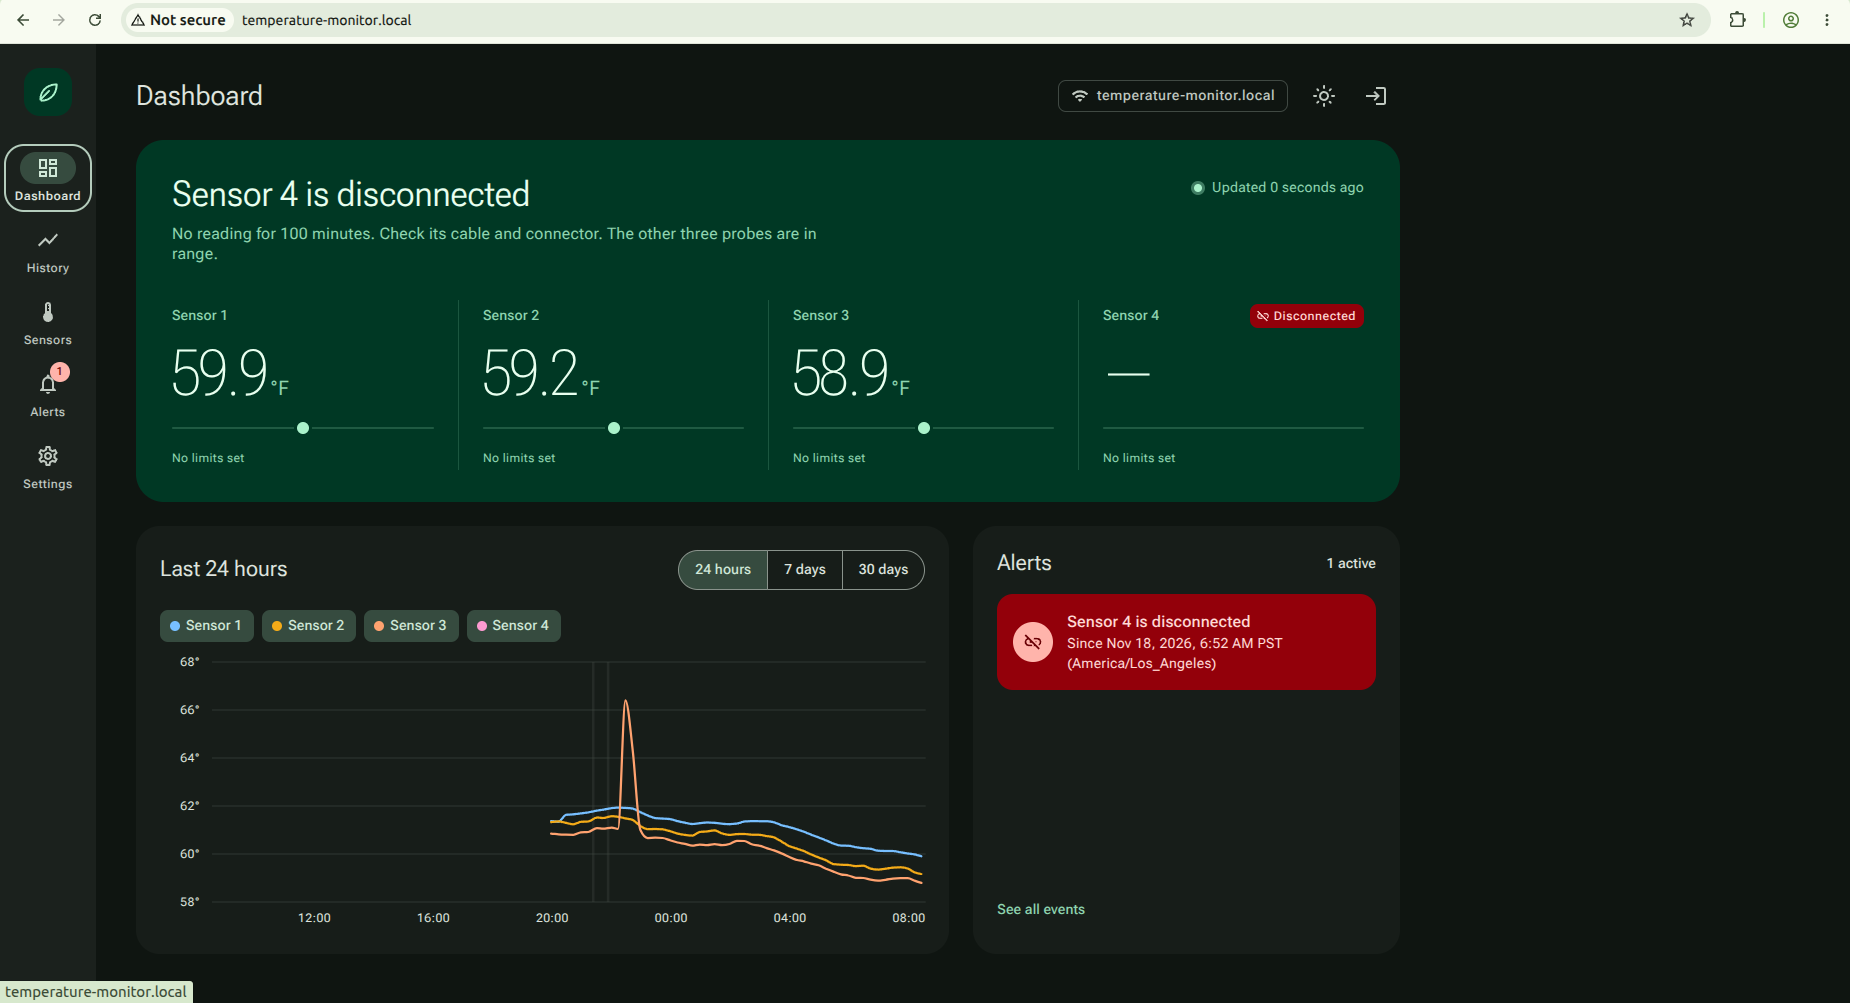 Not secure
temperature-monitor.local
Dashboard
temperature-monitor.local
Dashboard
History
Sensors
1
Alerts
Settings
Sensor 4 is disconnected
Updated 0 seconds ago
No reading for 100 minutes. Check its cable and connector. The other three probes are in
range.
Sensor 1
59.9 °F
No limits set
Sensor 2
59.2 °F
No limits set
Sensor 3
58.9 °F
No limits set
Sensor 4
Disconnected
—
No limits set
Last 24 hours
24 hours
7 days
30 days
Sensor 1
Sensor 2
Sensor 3
Sensor 4
68°
66°
64°
62°
60°
58°
12:00
16:00
20:00
00:00
04:00
08:00
Alerts
1 active
Sensor 4 is disconnected
Since Nov 18, 2026, 6:52 AM PST
(America/Los_Angeles)
See all events
temperature-monitor.local